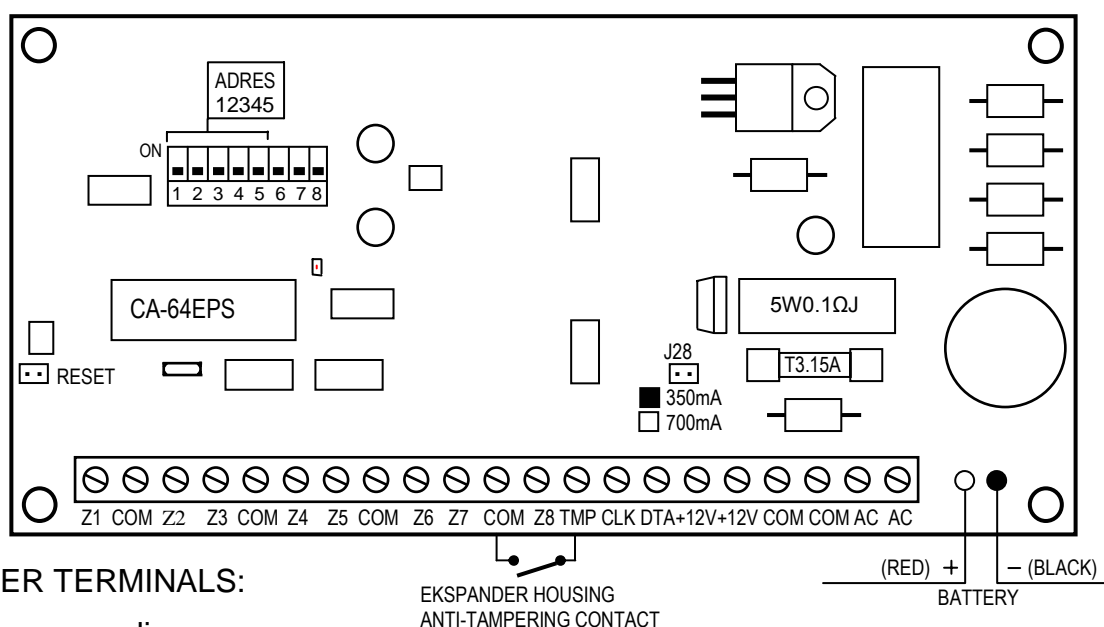 ADRES
12345
ON
1 2 3 4 5 6 7 8
CA-64EPS
RESET
5W0.1ΩJ
J28
T3.15A
350mA
700mA
Z1 COM Z2 Z3 COM Z4 Z5 COM Z6 Z7 COM Z8 TMP CLK DTA+12V+12V COM COM AC AC
(RED) + − (BLACK)
BATTERY
EKSPANDER HOUSING
ANTI-TAMPERING CONTACT
ER TERMINALS: